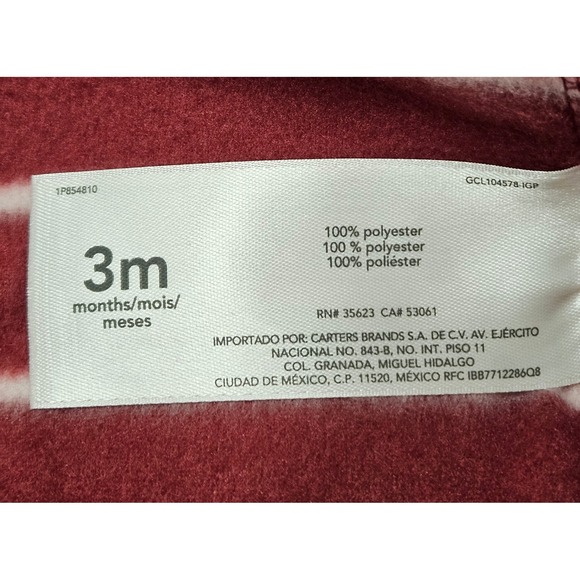 1P854810
GCL104578-IGP
3m
months/mois/
meses
100% polyester
100 % polyester
100% poliéster
RN# 35623 CA# 53061
IMPORTADO POR: CARTERS BRANDS S.A. DE C.V. AV. EJÉRCITO
NACIONAL NO. 843-B, NO. INT. PISO 11
COL. GRANADA, MIGUEL HIDALGO
CIUDAD DE MÉXICO, C.P. 11520, MÉXICO RFC IBB7712286Q8